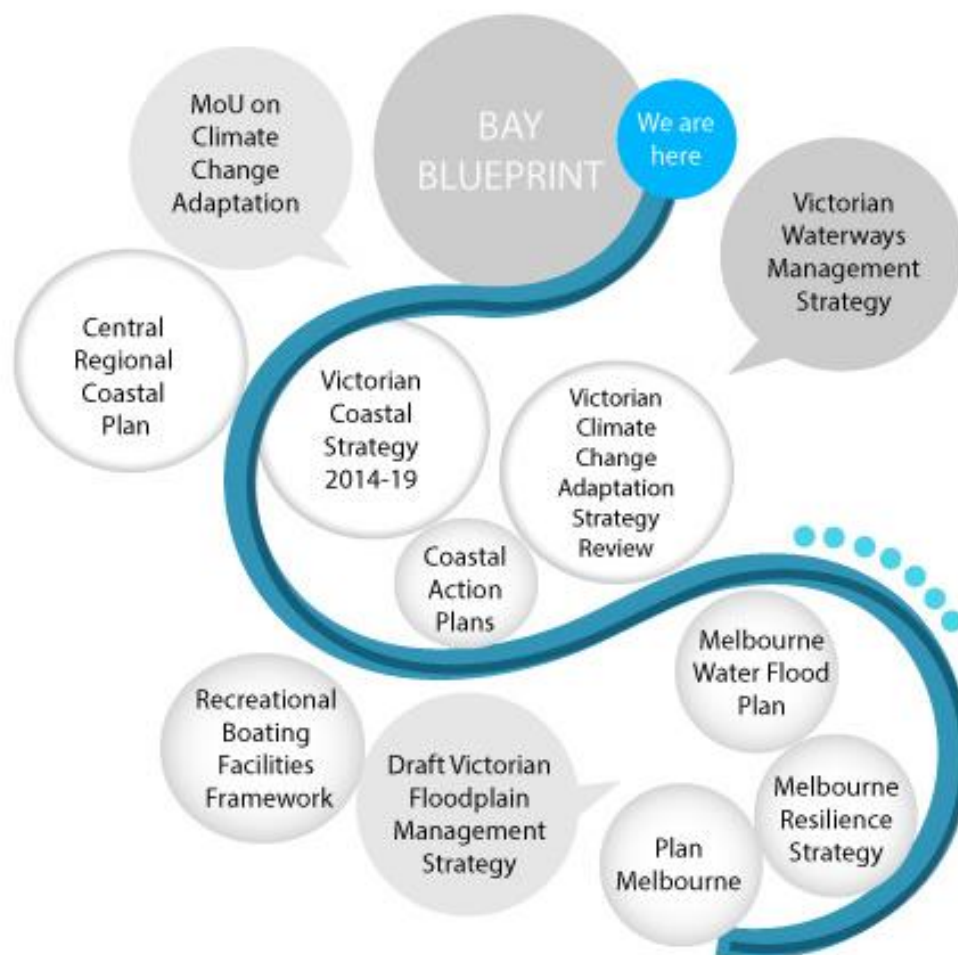 MoU on
Climate
Change
Adaptation
BAY
BLUEPRINT
We are
here
Victorian
Waterways
Management
Strategy
Central
Regional
Coastal
Plan
Victorian
Coastal
Strategy
2014-19
Victorian
Climate
Change
Adaptation
Strategy
Review
Coastal
Action
Plans
Melbourne
Water Flood
Plan
Recreational
Boating
Facilities
Framework
Draft Victorian
Floodplain
Management
Strategy
Plan
Melbourne
Melbourne
Resilience
Strategy